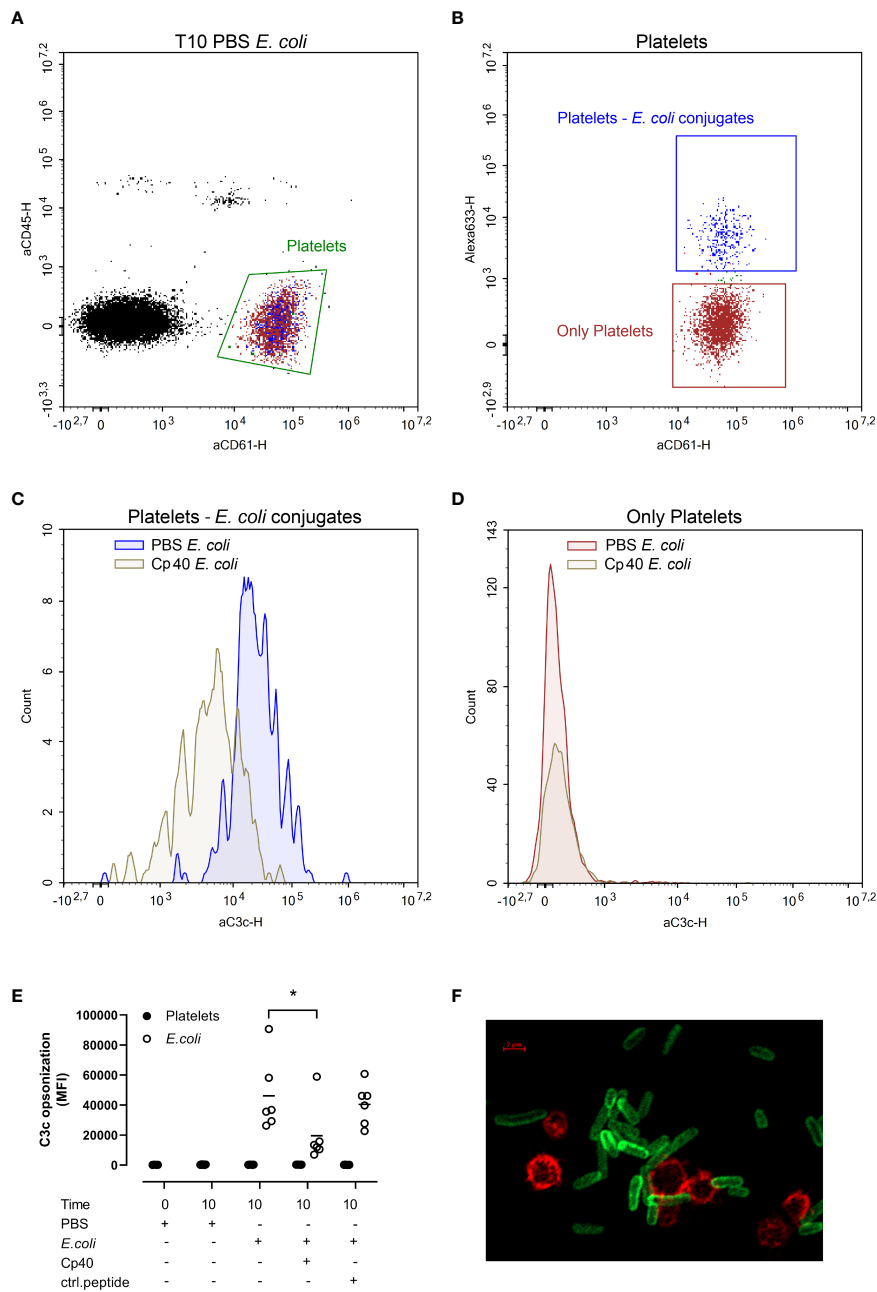 A
T10 PBS E. coli
aCD45-H
10^7,2
10^6
10^5
10^4
10^3
0
-10^3.3
Platelets
-10^2,7 0 10^3 10^4 10^5 10^6 10^7,2
aCD61-H
B
Platelets
Alexa633-H
10^7,2
10^6
10^5
10^4
10^3
0
-10^2.9
Platelets - E. coli conjugates
Only Platelets
-10^2,7 0 10^3 10^4 10^5 10^6 10^7,2
aCD61-H
C
Platelets - E. coli conjugates
PBS E. coli
Cp40 E. coli
Count
10
8
6
4
2
0
-10^2,7 0 10^3 10^4 10^5 10^6 10^7,2
aC3c-H
D
Only Platelets
PBS E. coli
Cp40 E. coli
Count
143
120
80
40
0
-10^2,7 0 10^3 10^4 10^5 10^6 10^7,2
aC3c-H
E
Platelets
E.coli
*
C3c opsonization
(MFI)
100000
80000
60000
40000
20000
0
Time 0 10 10 10 10
PBS + + - - -
E.coli - - + + +
Cp40 - - - + -
ctrl.peptide - - - - +
F
2 µm